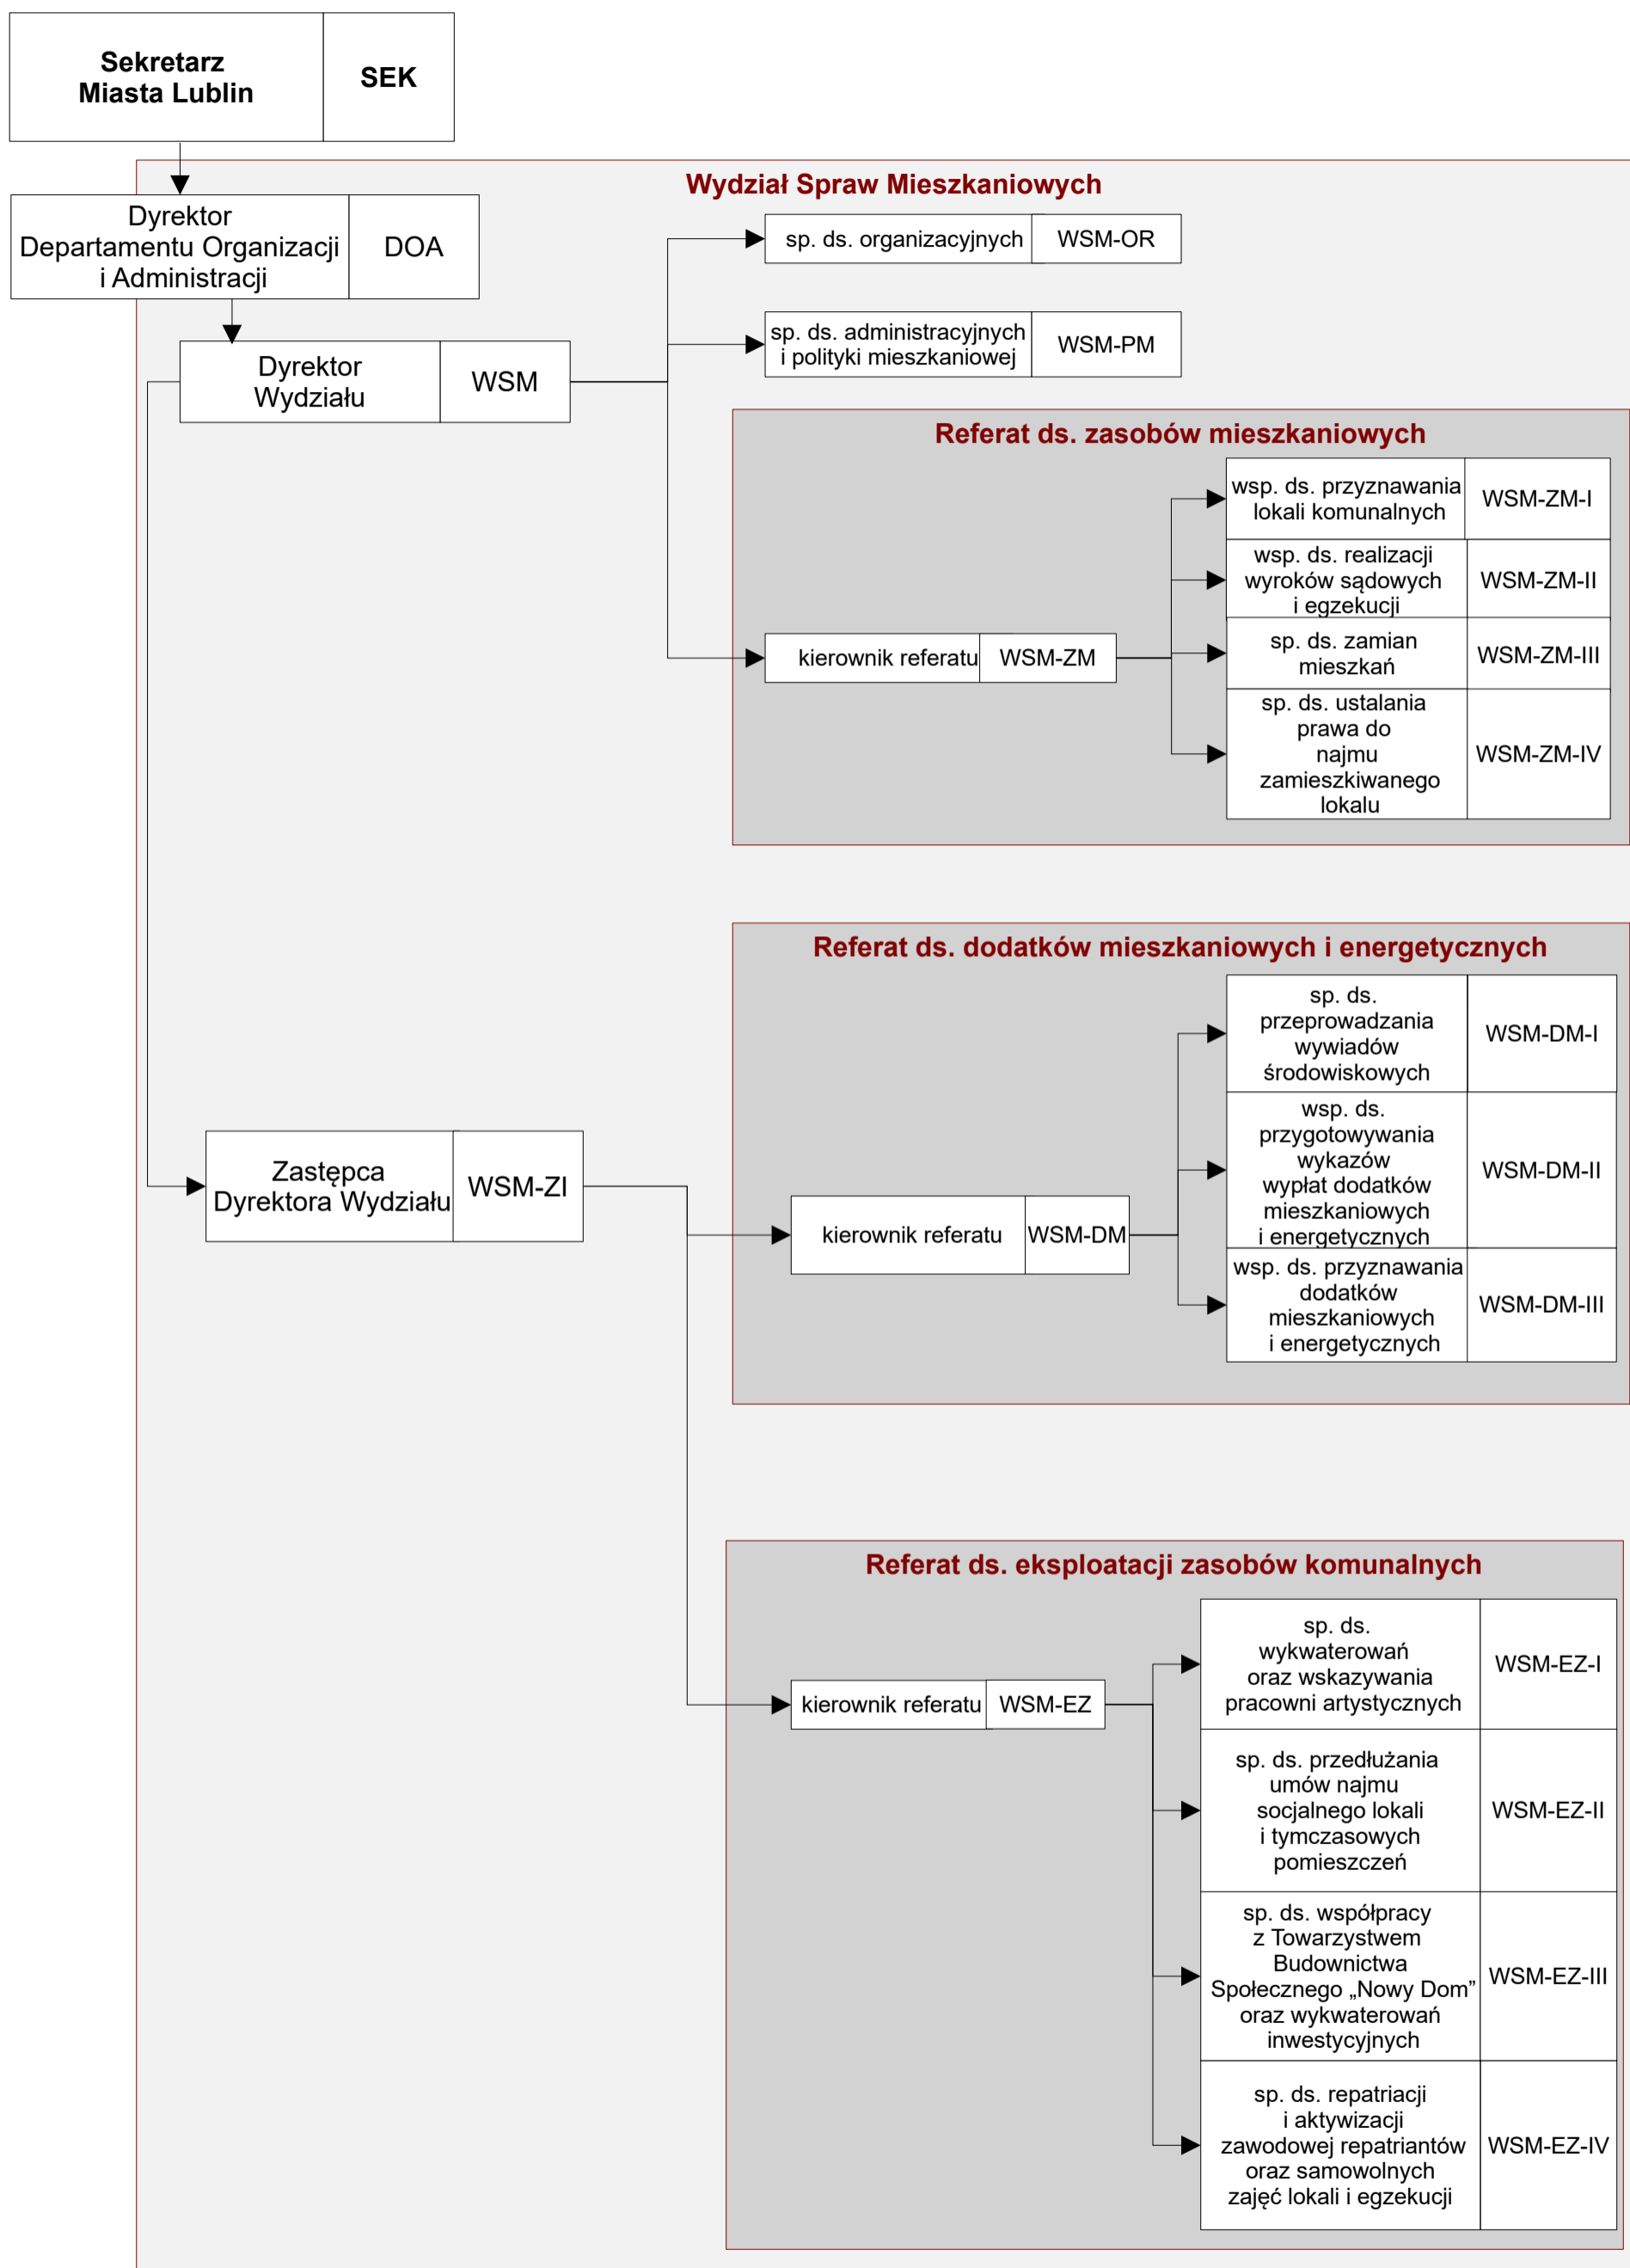 Sekretarz
Miasta Lublin
SEK
Wydział Spraw Mieszkaniowych
Dyrektor
Departamentu Organizacji
i Administracji
DOA
sp. ds. organizacyjnych
WSM-OR
sp. ds. administracyjnych
i polityki mieszkaniowej
WSM-PM
Dyrektor
Wydziału
WSM
Referat ds. zasobów mieszkaniowych
wsp. ds. przyznawania
lokali komunalnych
WSM-ZM-I
wsp. ds. realizacji
wyroków sądowych
i egzekucji
WSM-ZM-II
kierownik referatu
WSM-ZM
sp. ds. zamian
mieszkań
WSM-ZM-III
sp. ds. ustalania
prawa do
najmu
zamieszkiwanego
lokalu
WSM-ZM-IV
Referat ds. dodatków mieszkaniowych i energetycznych
sp. ds.
przeprowadzania
wywiadów
środowiskowych
WSM-DM-I
Zastępca
Dyrektora Wydziału
WSM-ZI
wsp. ds.
przygotowywania
wykazów
wypłat dodatków
mieszkaniowych
i energetycznych
WSM-DM-II
kierownik referatu
WSM-DM
wsp. ds. przyznawania
dodatków
mieszkaniowych
i energetycznych
WSM-DM-III
Referat ds. eksploatacji zasobów komunalnych
sp. ds.
wykwaterowań
oraz wskazywania
pracowni artystycznych
WSM-EZ-I
kierownik referatu
WSM-EZ
sp. ds. przedłużania
umów najmu
socjalnego lokali
i tymczasowych
pomieszczeń
WSM-EZ-II
sp. ds. współpracy
z Towarzystwem
Budownictwa
Społecznego „Nowy Dom”
oraz wykwaterowań
inwestycyjnych
WSM-EZ-III
sp. ds. repatriacji
i aktywizacji
zawodowej repatriantów
oraz samowolnych
zajęć lokali i egzekucji
WSM-EZ-IV